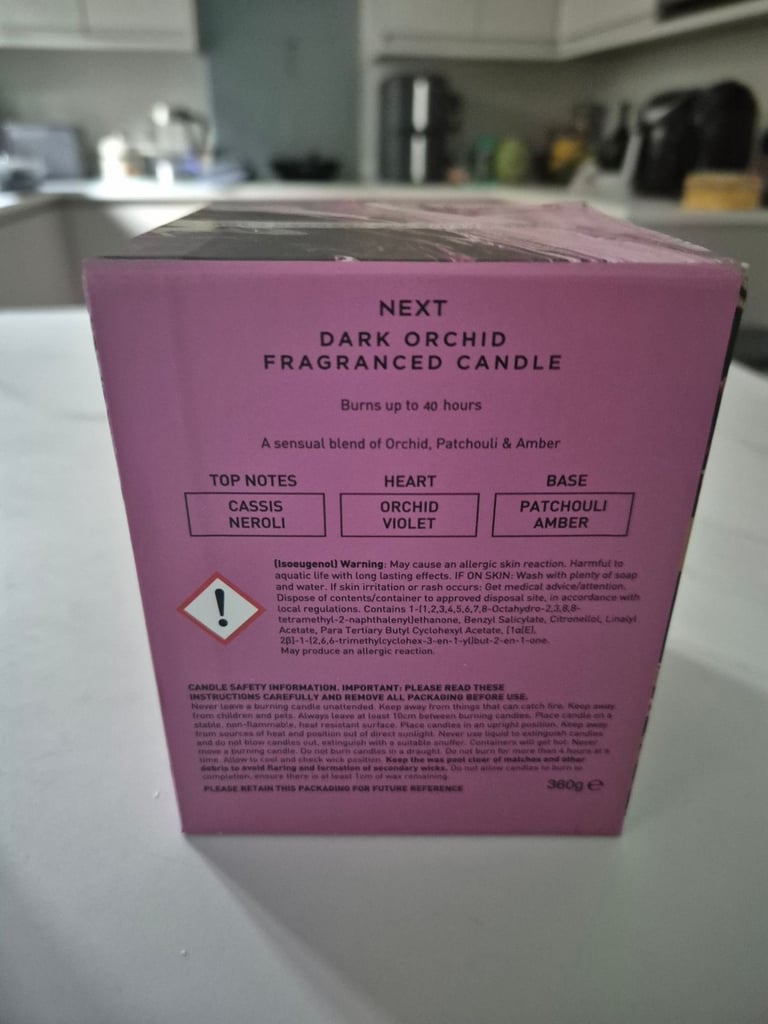 NEXT
DARK ORCHID
FRAGRANCED CANDLE
Burns up to 40 hours
A sensual blend of Orchid, Patchouli & Amber
TOP NOTES
CASSIS
NEROLI
HEART
ORCHID
VIOLET
BASE
PATCHOULI
AMBER
(Isoeugenol) Warning: May cause an allergic skin reaction. Harmful to
aquatic life with long lasting effects. IF ON SKIN: Wash with plenty of soap
and water. If skin irritation or rash occurs: Get medical advice/attention.
Dispose of contents/container to approved disposal site, in accordance with
local regulations. Contains 1-(1,2,3,4,5,6,7,8-Octahydro-2,3,8,8-
tetramethyl-2-naphthalenyl)ethanone, Benzyl Salicylate, Citronellol, Linalyl
Acetate, Para Tertiary Butyl Cyclohexyl Acetate, [1α(E),
2β]-1-(2,6,6-trimethylcyclohex-3-en-1-yl)but-2-en-1-one.
May produce an allergic reaction.
CANDLE SAFETY INFORMATION. IMPORTANT: PLEASE READ THESE
INSTRUCTIONS CAREFULLY AND REMOVE ALL PACKAGING BEFORE USE.
Never leave a burning candle unattended. Keep away from things that can catch fire. Keep away
from children and pets. Always leave at least 10cm between burning candles. Place candle on a
stable, non-flammable, heat resistant surface. Place candles in an upright position. Keep away
from sources of heat and position out of direct sunlight. Never use liquid to extinguish candles
and do not blow candles out, extinguish with a suitable snuffer. Containers will get hot. Never
move a burning candle. Do not burn candles in a draught. Do not burn for more than 4 hours at a
time. Allow to cool and check wick position. Keep the wax pool clear of matches and other
debris to avoid flaring and formation of secondary wicks. Do not allow candles to burn to
completion, ensure there is at least 1cm of wax remaining.
PLEASE RETAIN THIS PACKAGING FOR FUTURE REFERENCE
360g ℮